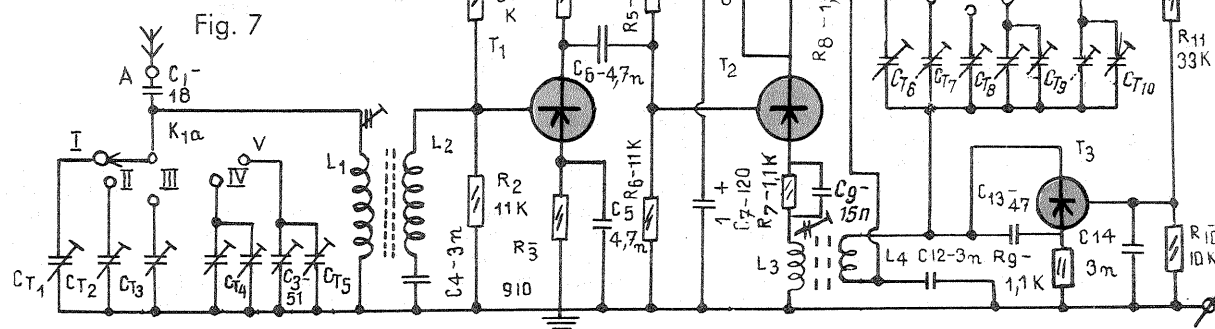 Fig. 7
K
T1
R5-
C6-4,7n
T2
R8-1,
CT6
CT7
CT8
CT9
CT10
R11
33K
A
C1-
18
K1a
I
II
III
IV
V
L1
L2
R2
11K
R3
910
C4-3n
C5
4,7n
R6-11K
+
1
C7-120
R7-1,1K
C9-
15n
L3
L4
C12-3n
R9-
1,1K
T3
C13-
47
C14
3n
10K
CT1
CT2
CT3
CT4
C3-
51
CT5